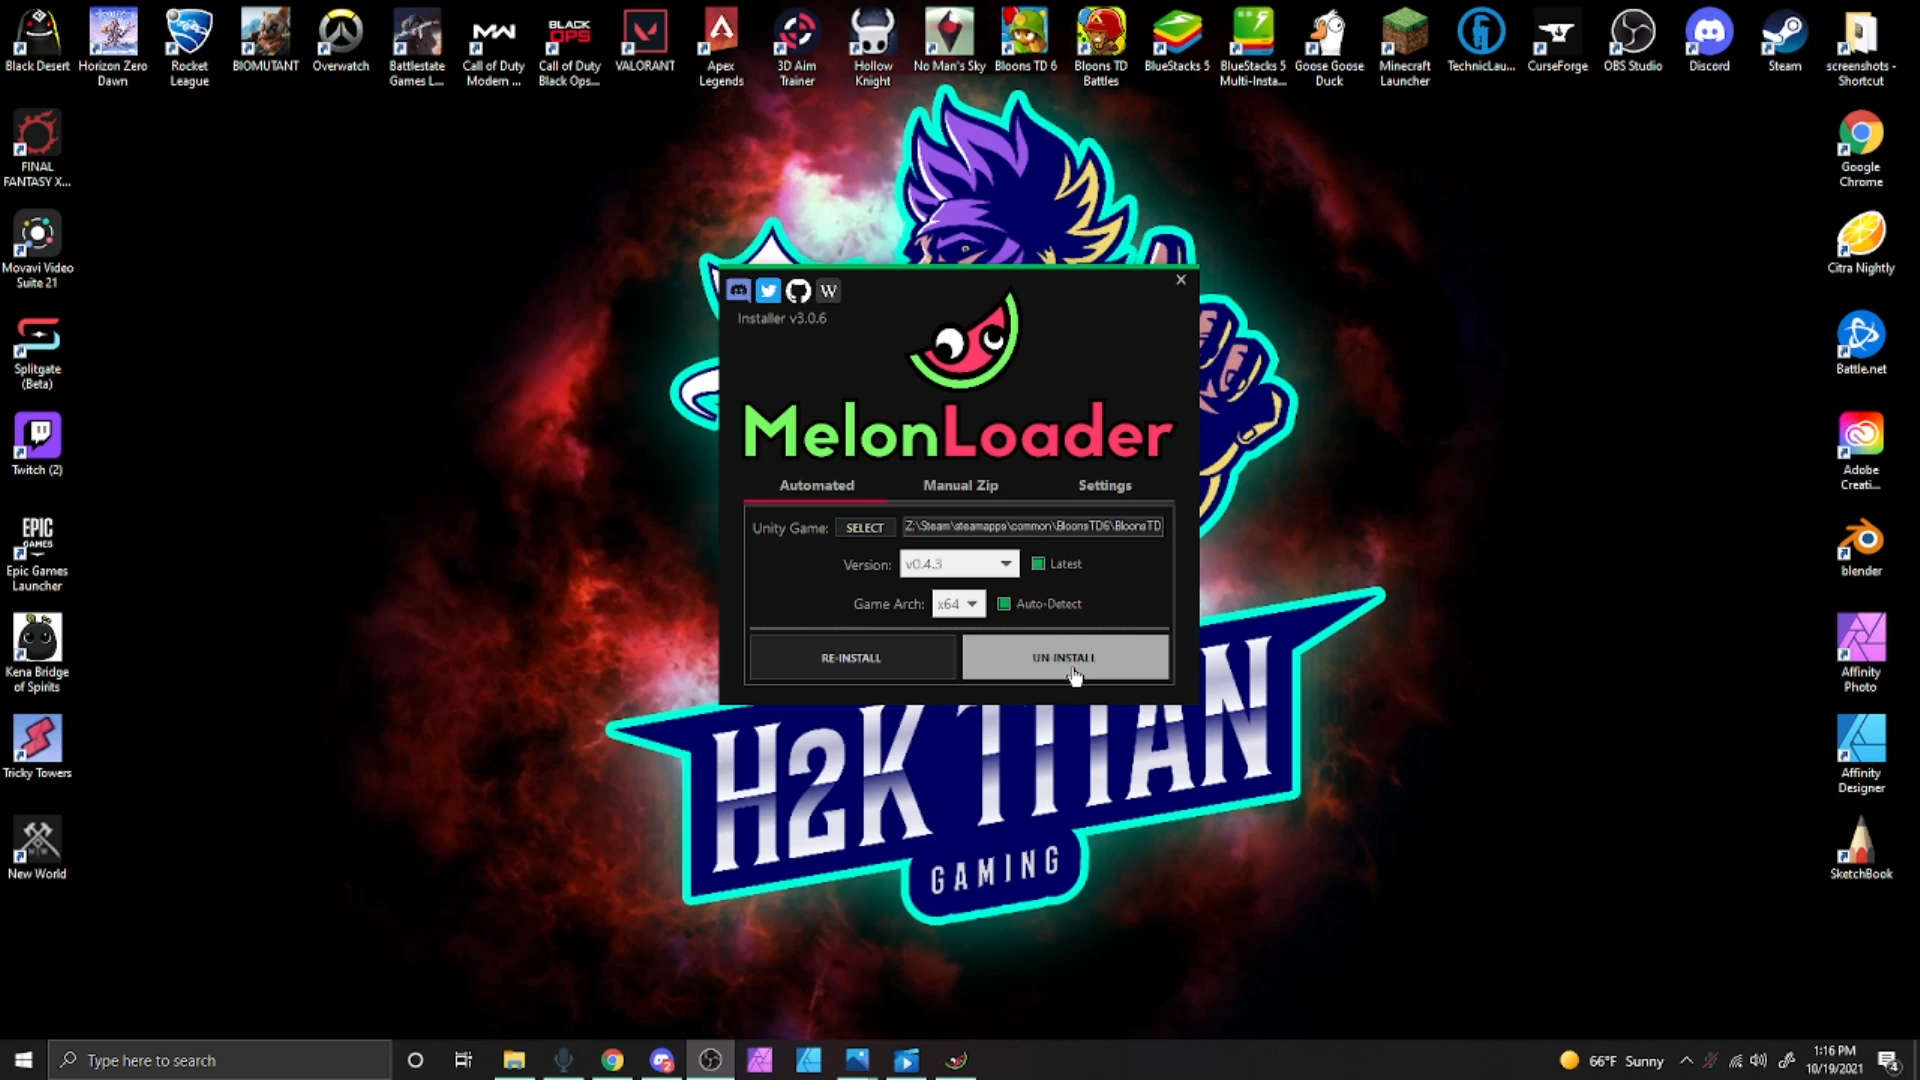 Black Desert
Horizon Zero Dawn
Rocket League
BIOMUTANT
Overwatch
Battlestate Games L...
Call of Duty Modern ...
Call of Duty Black Ops...
VALORANT
Apex Legends
3D Aim Trainer
Hollow Knight
No Man's Sky
Bloons TD 6
Bloons TD Battles
BlueStacks 5
BlueStacks 5 Multi-Insta...
Goose Goose Duck
Minecraft Launcher
TechnicLau...
CurseForge
OBS Studio
Discord
Steam
screenshots - Shortcut
MW
BLACK OPS
FINAL FANTASY X...
Movavi Video Suite 21
Splitgate (Beta)
Twitch (2)
EPIC GAMES
Epic Games Launcher
Kena Bridge of Spirits
Tricky Towers
New World
Google Chrome
Citra Nightly
Battle.net
Adobe Creati...
blender
Affinity Photo
Affinity Designer
SketchBook
W
Installer v3.0.6
MelonLoader
Automated
Manual Zip
Settings
Unity Game:
SELECT
Z:\Steam\steamapps\common\BloonsTD6\BloonsTD
Version:
v0.4.3
Latest
Game Arch:
x64
Auto-Detect
RE-INSTALL
UN-INSTALL
H2K TITAN
GAMING
Type here to search
2
66°F Sunny
1:16 PM
10/19/2021
4